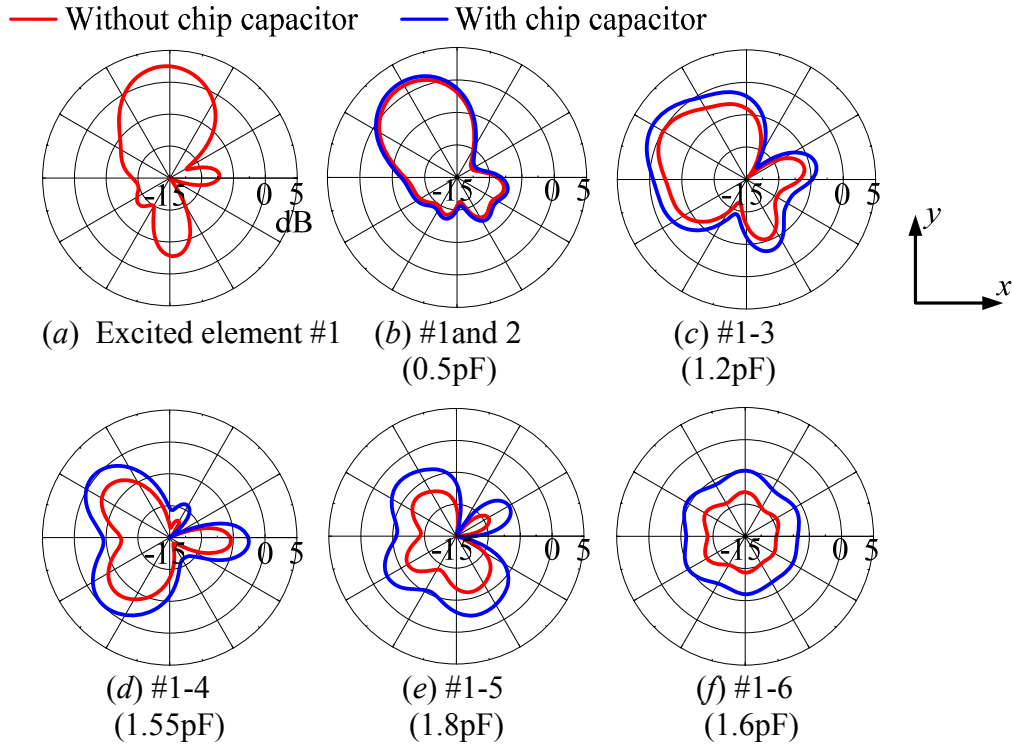 Without chip capacitor With chip capacitor
-15 0 5
dB
-15 0 5
-15 0 5
y
x
(a) Excited element #1
(b) #1and 2
(0.5pF)
(c) #1-3
(1.2pF)
-15 0 5
-15 0 5
-15 0 5
(d) #1-4
(1.55pF)
(e) #1-5
(1.8pF)
(f) #1-6
(1.6pF)